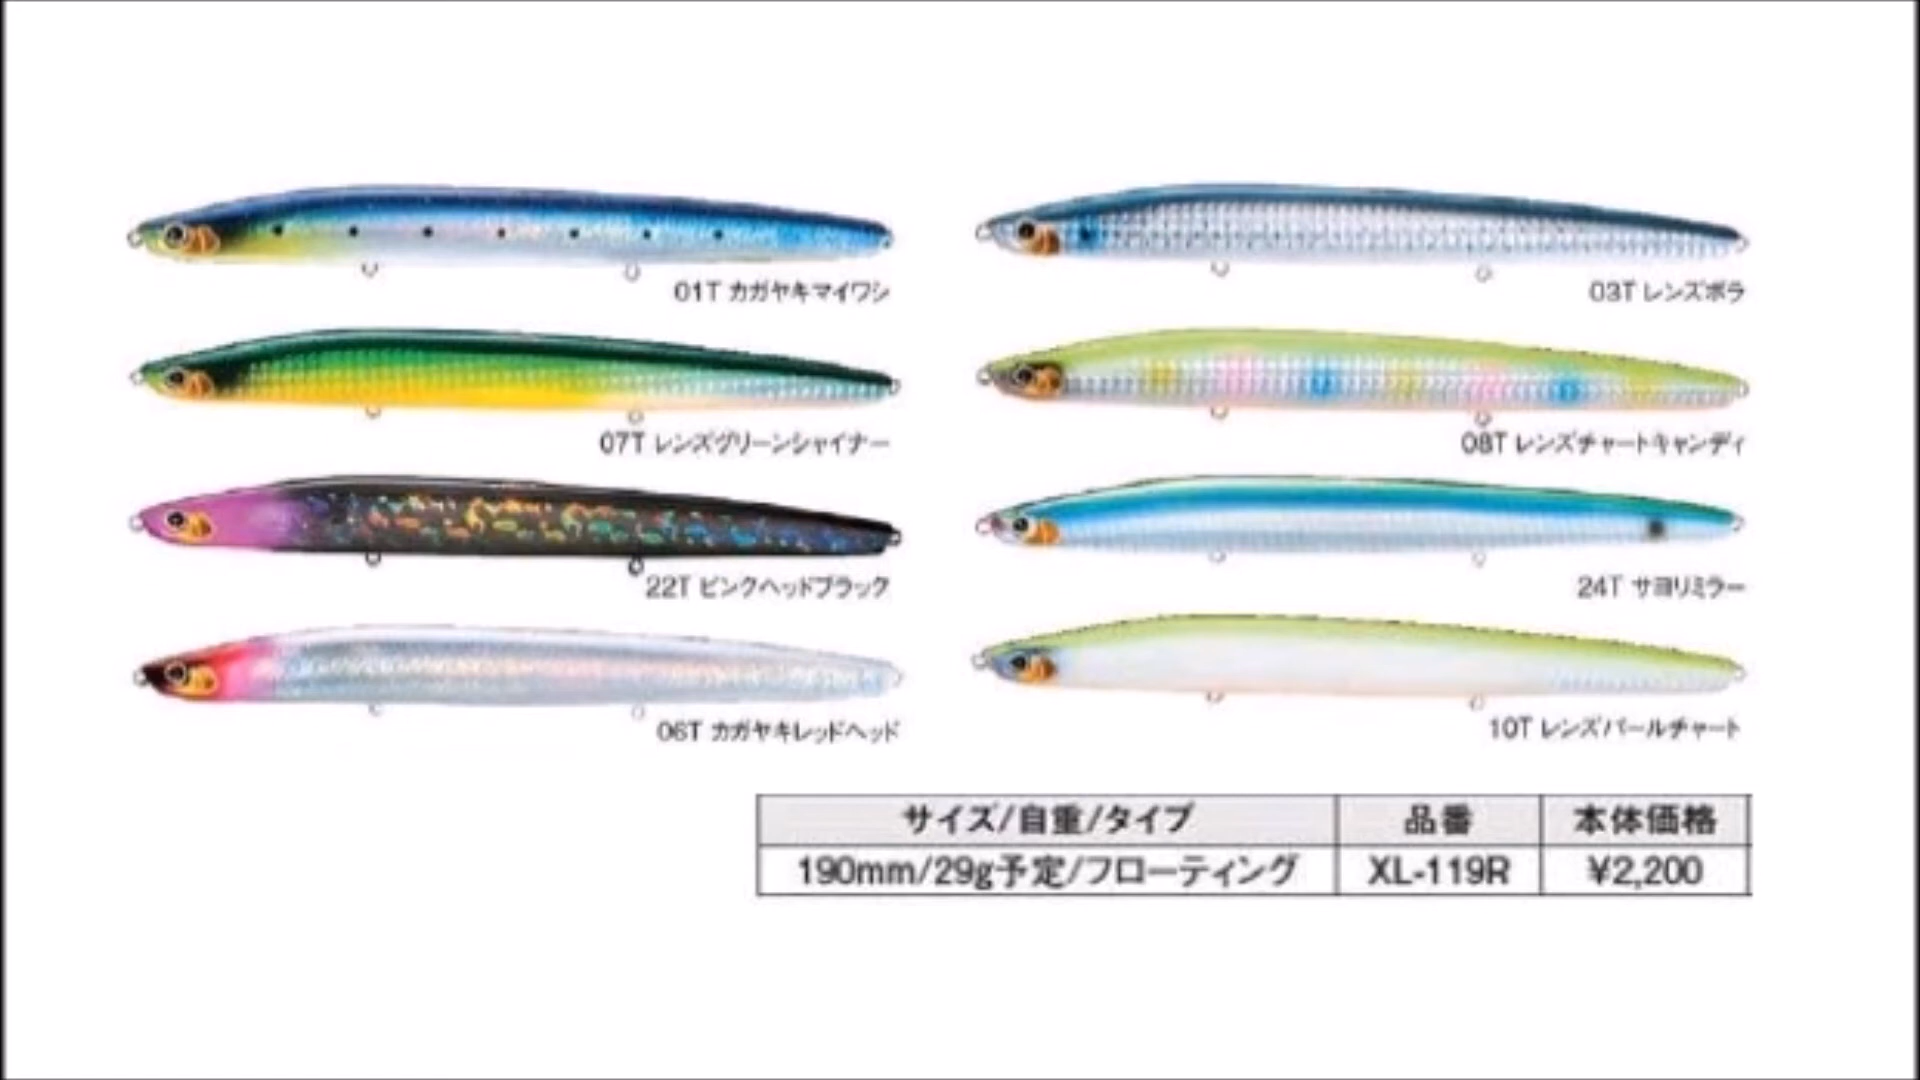 01T カガヤキマイワシ
03T レンズボラ
07T レンズグリーンシャイナー
08T レンズチャートキャンディ
22T ピンクヘッドブラック
24T サヨリミラー
06T カガヤキレッドヘッド
10T レンズパールチャート
サイズ/自重/タイプ 品番 本体価格
190mm/29g予定/フローティング XL-119R ¥2,200